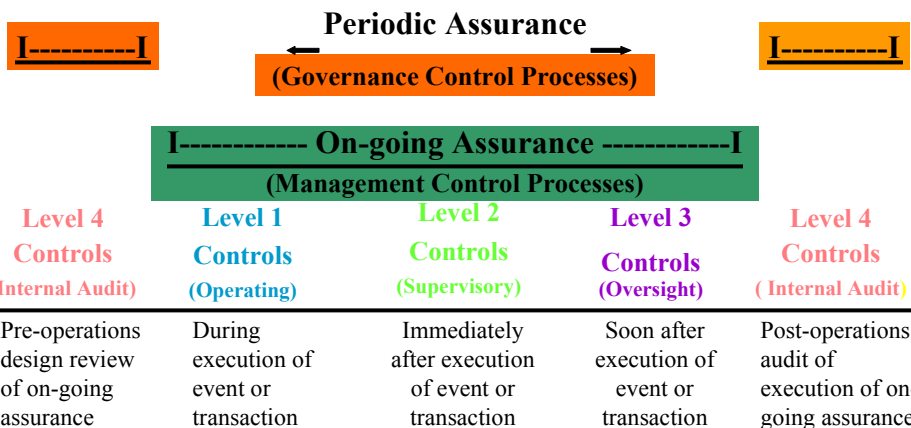 Periodic Assurance
I----------I
I----------I
(Governance Control Processes)
I------------ On-going Assurance ------------I
(Management Control Processes)
Level 4
Controls
Internal Audit)
Level 1
Controls
(Operating)
Level 2
Controls
(Supervisory)
Level 3
Controls
(Oversight)
Level 4
Controls
( Internal Audit)
Pre-operations
design review
of on-going
assurance
During
execution of
event or
transaction
Immediately
after execution
of event or
transaction
Soon after
execution of
event or
transaction
Post-operations
audit of
execution of on-
going assurance